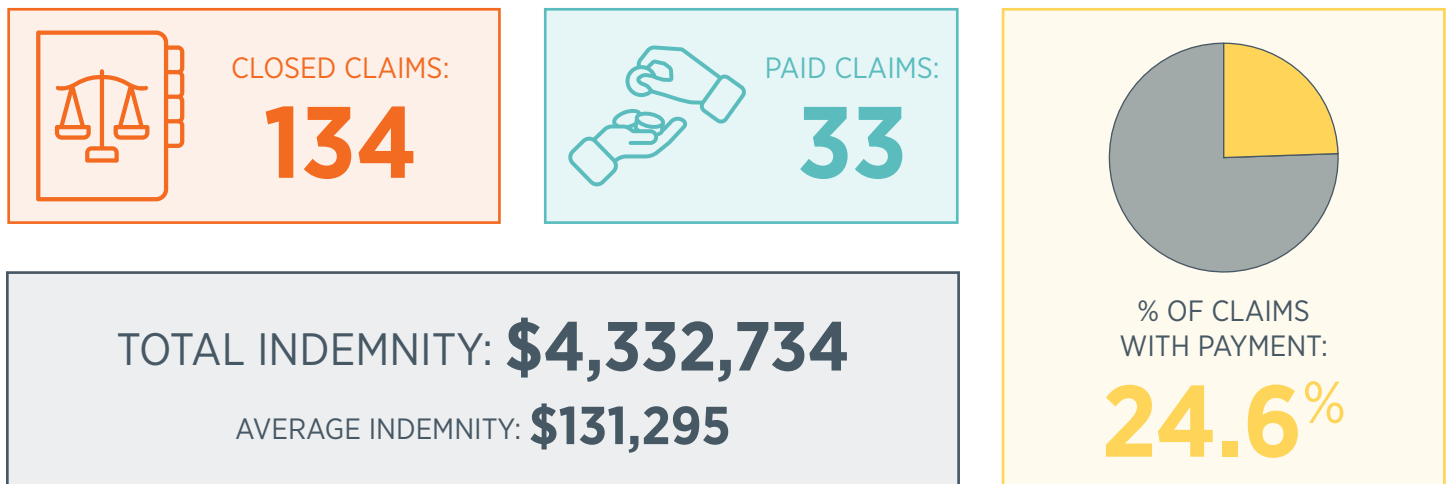 CLOSED CLAIMS:
134
PAID CLAIMS:
33
% OF CLAIMS
WITH PAYMENT:
24.6%
TOTAL INDEMNITY: $4,332,734
AVERAGE INDEMNITY: $131,295